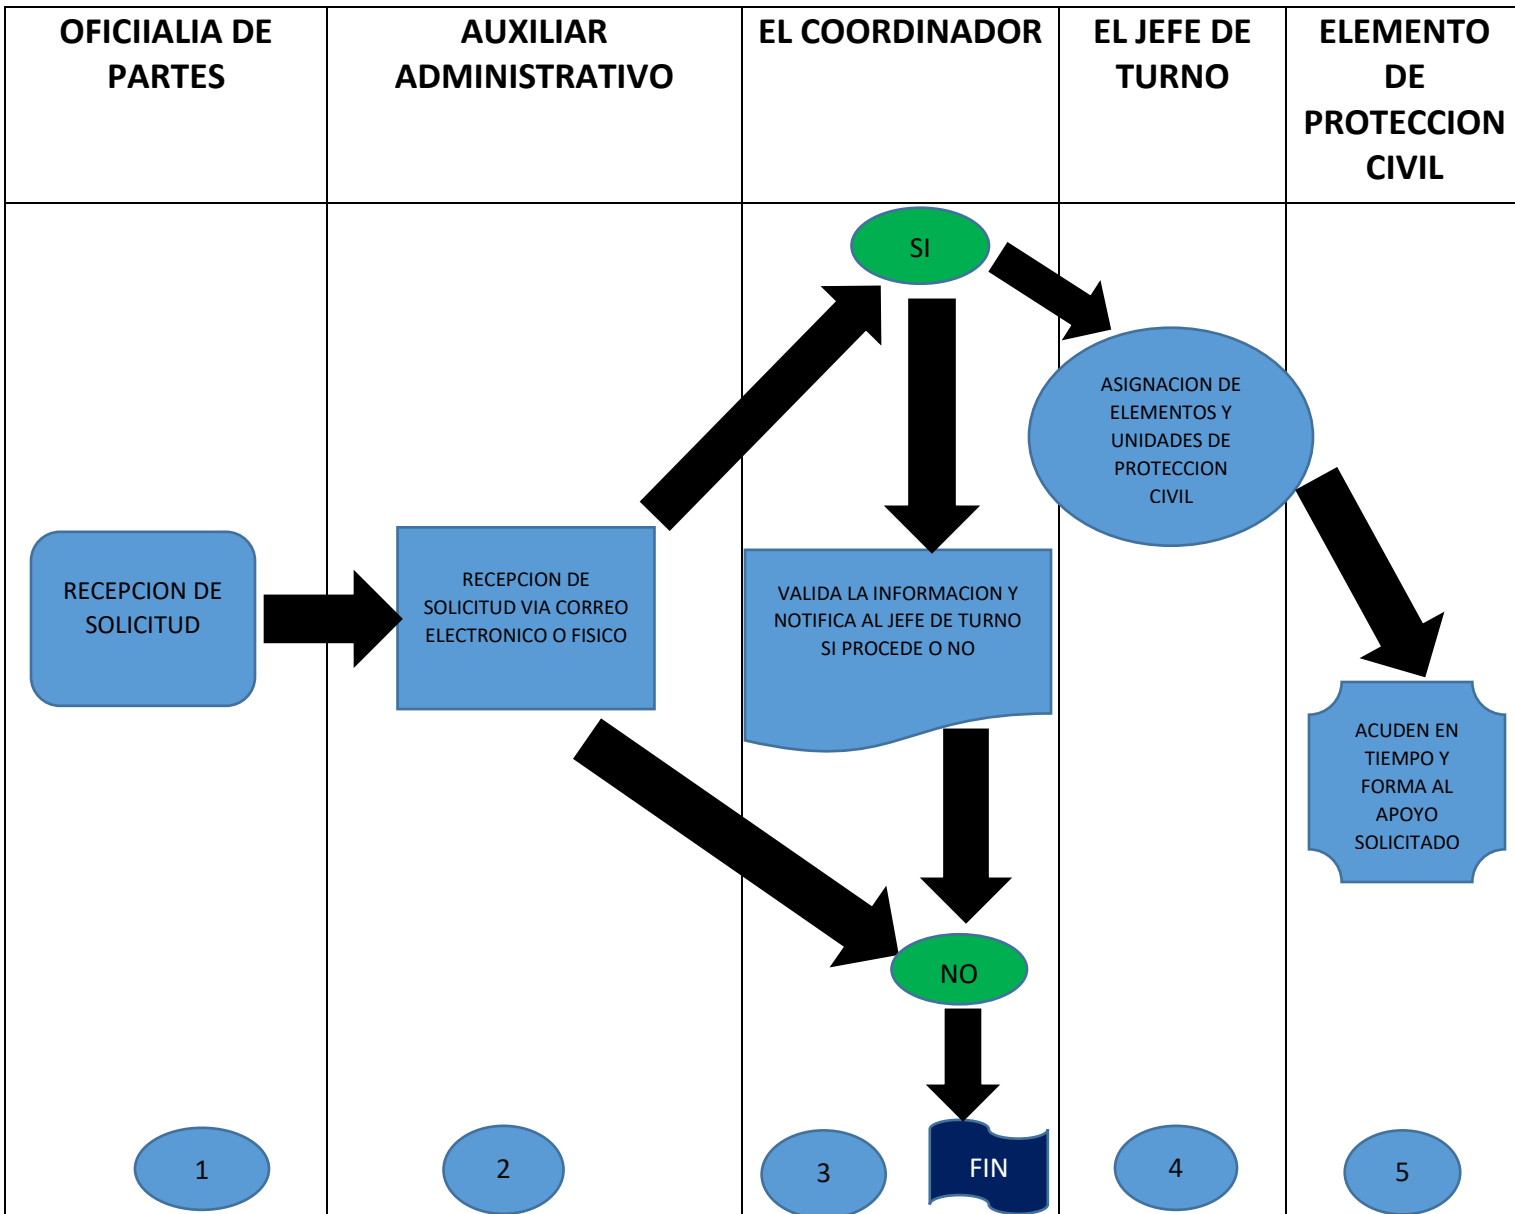 OFICIIALIA DE
PARTES
AUXILIAR
ADMINISTRATIVO
EL COORDINADOR
EL JEFE DE
TURNO
ELEMENTO
DE
PROTECCION
CIVIL
SI
ASIGNACION DE
ELEMENTOS Y
UNIDADES DE
PROTECCION
CIVIL
RECEPCION DE
SOLICITUD
RECEPCION DE
SOLICITUD VIA CORREO
ELECTRONICO O FISICO
VALIDA LA INFORMACION Y
NOTIFICA AL JEFE DE TURNO
SI PROCEDE O NO
ACUDEN EN
TIEMPO Y
FORMA AL
APOYO
SOLICITADO
NO
1
2
3
FIN
4
5